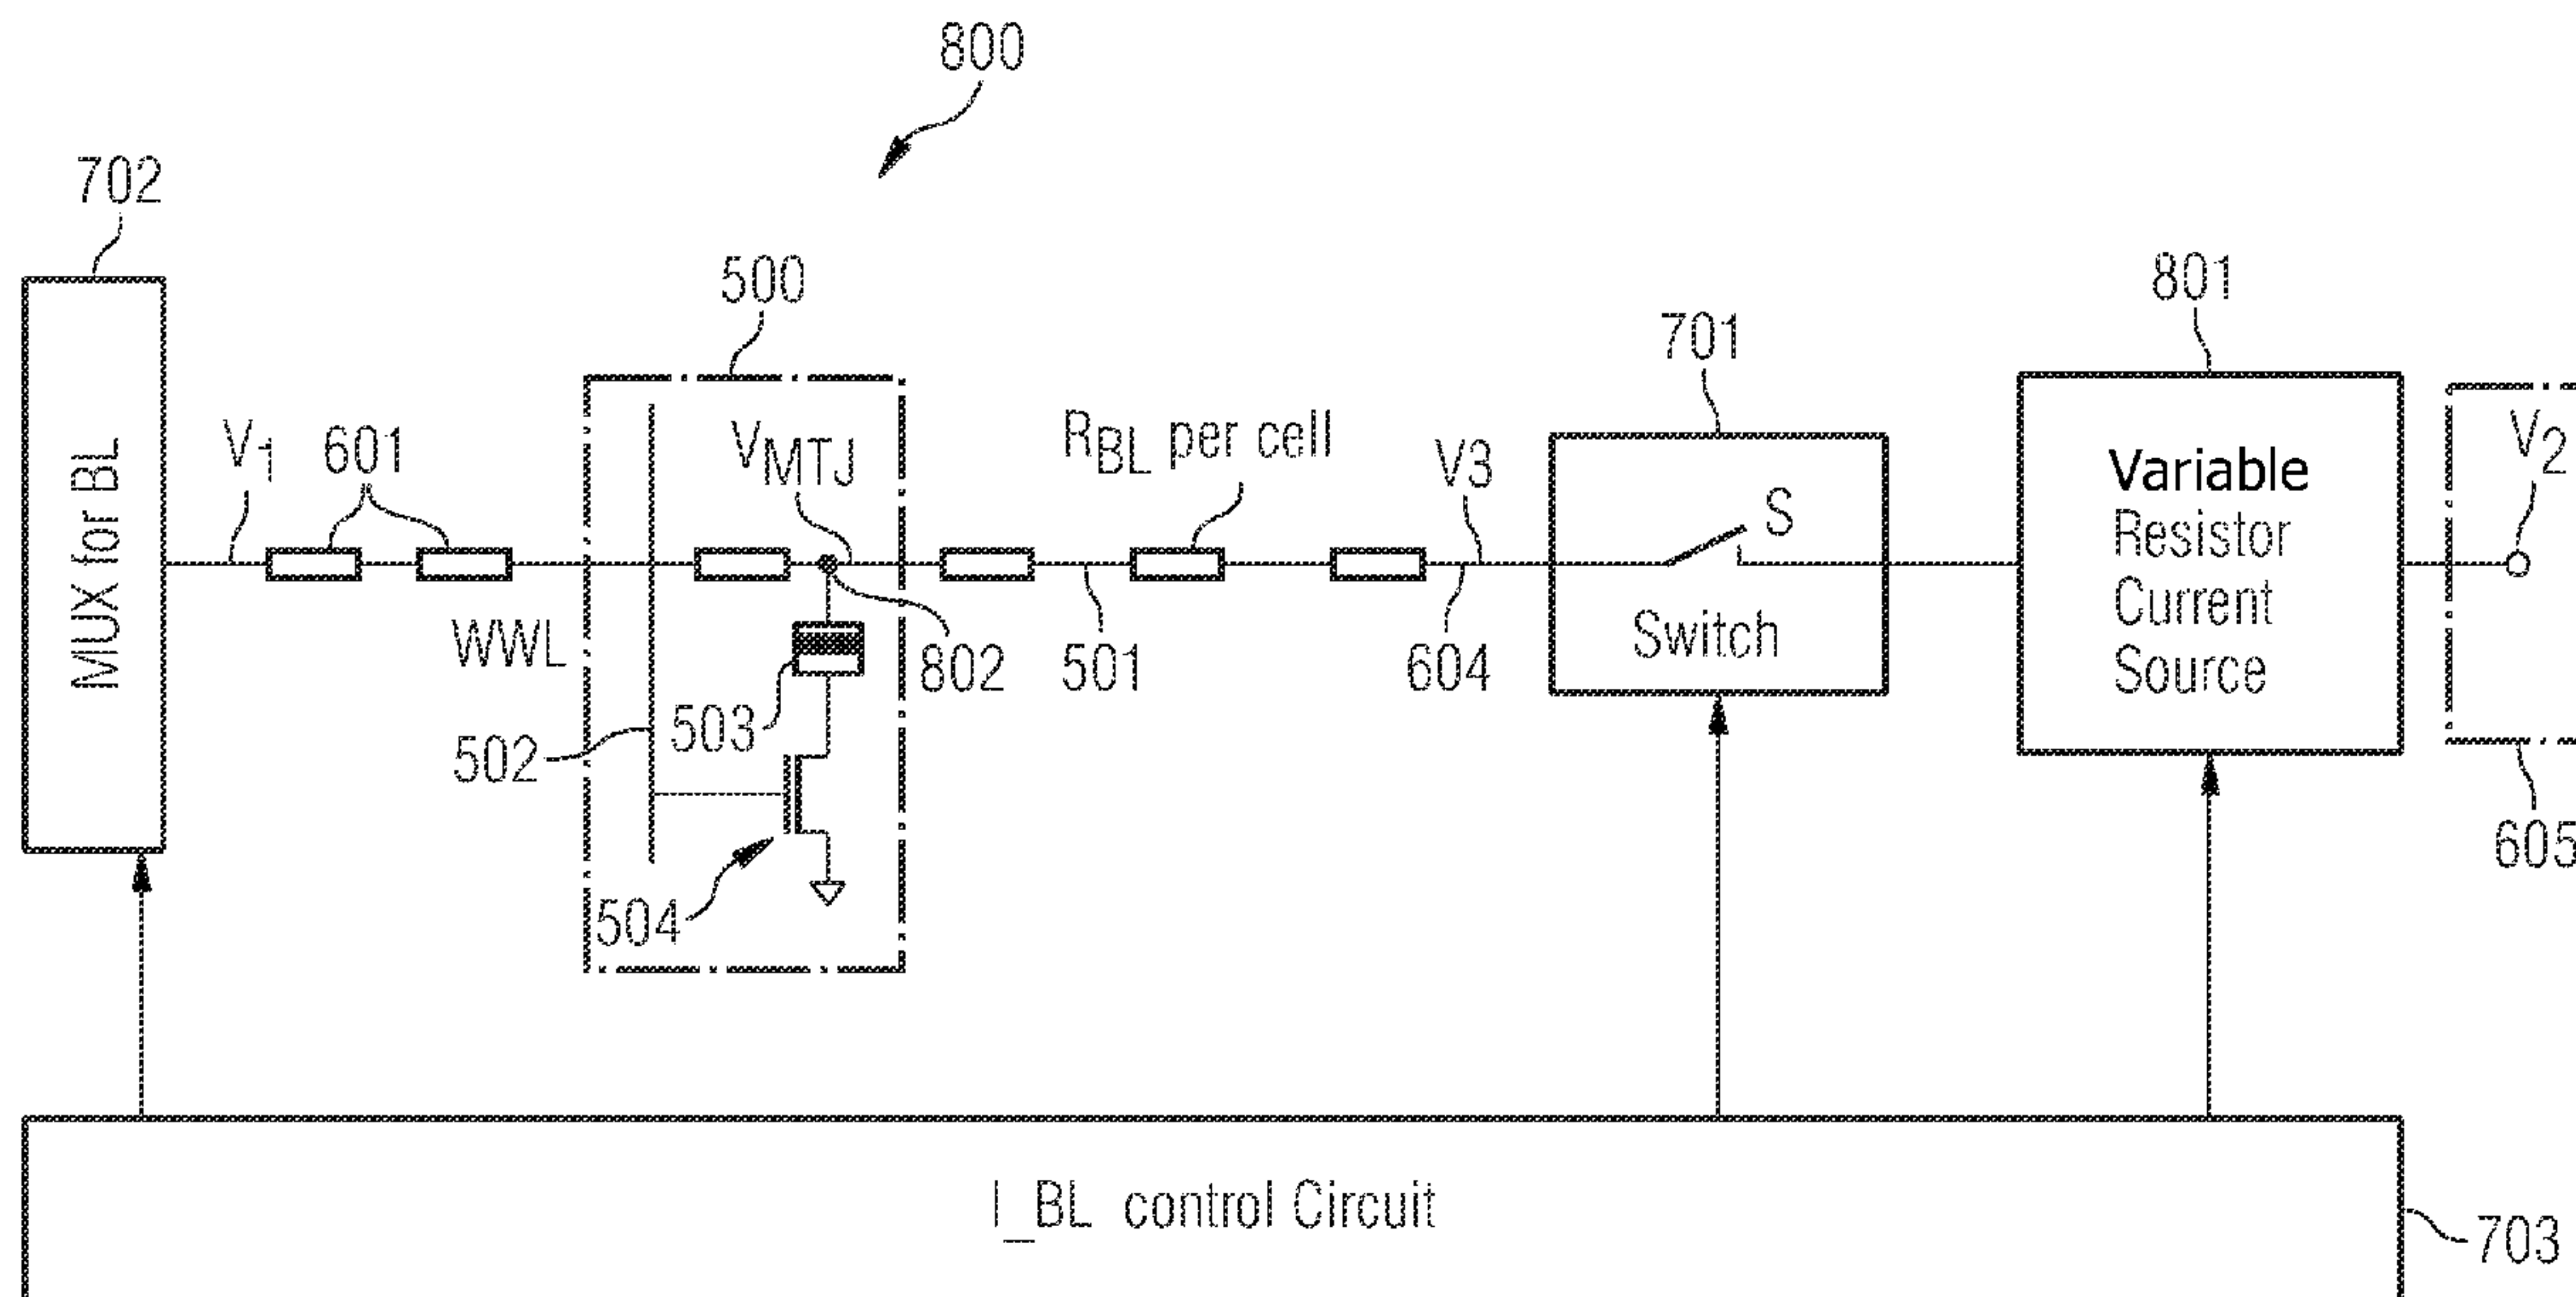 800
702
500
801
701
V1
601
VMTJ
RBL per cell
V3
V2
MUX for BL
Variable
Resistor
Current
Source
S
Switch
WWL
503
802
501
604
502
504
605
I_BL control Circuit
703